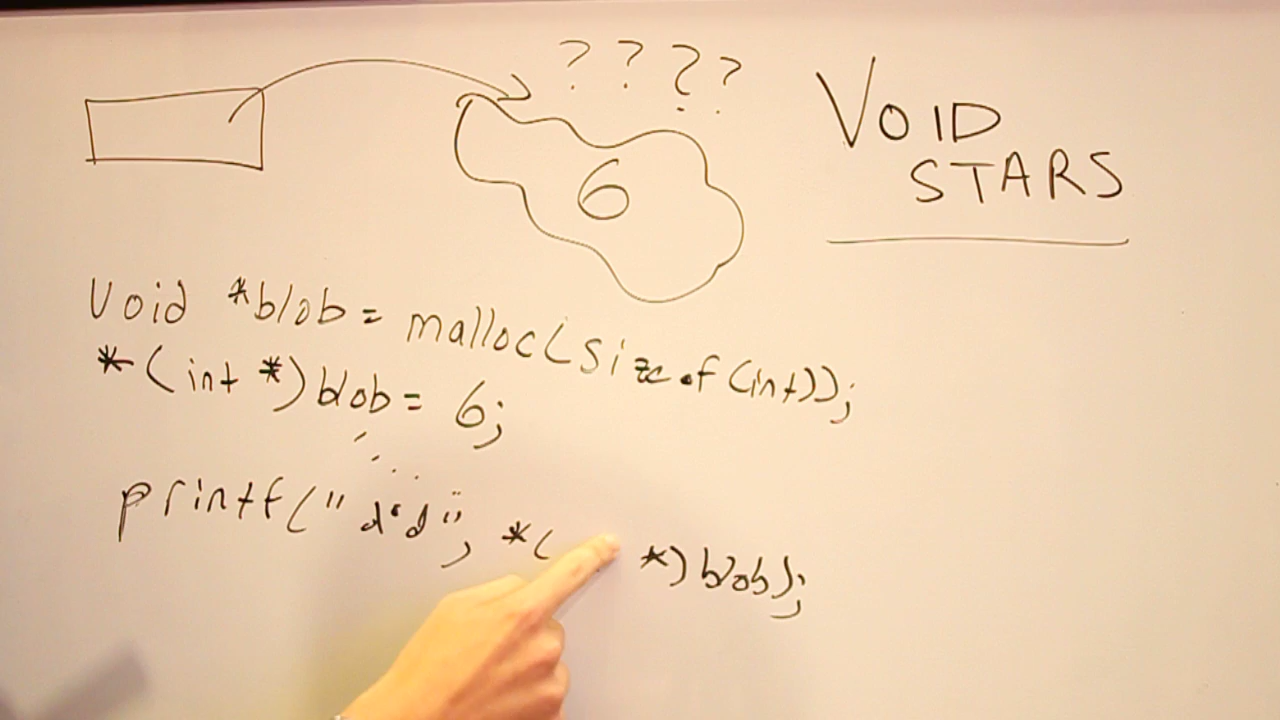 ? ? ? ?
VOID
STARS
6
void *blob = malloc(sizeof(int));
*(int *)blob = 6;
printf(" d", *( *)blob);